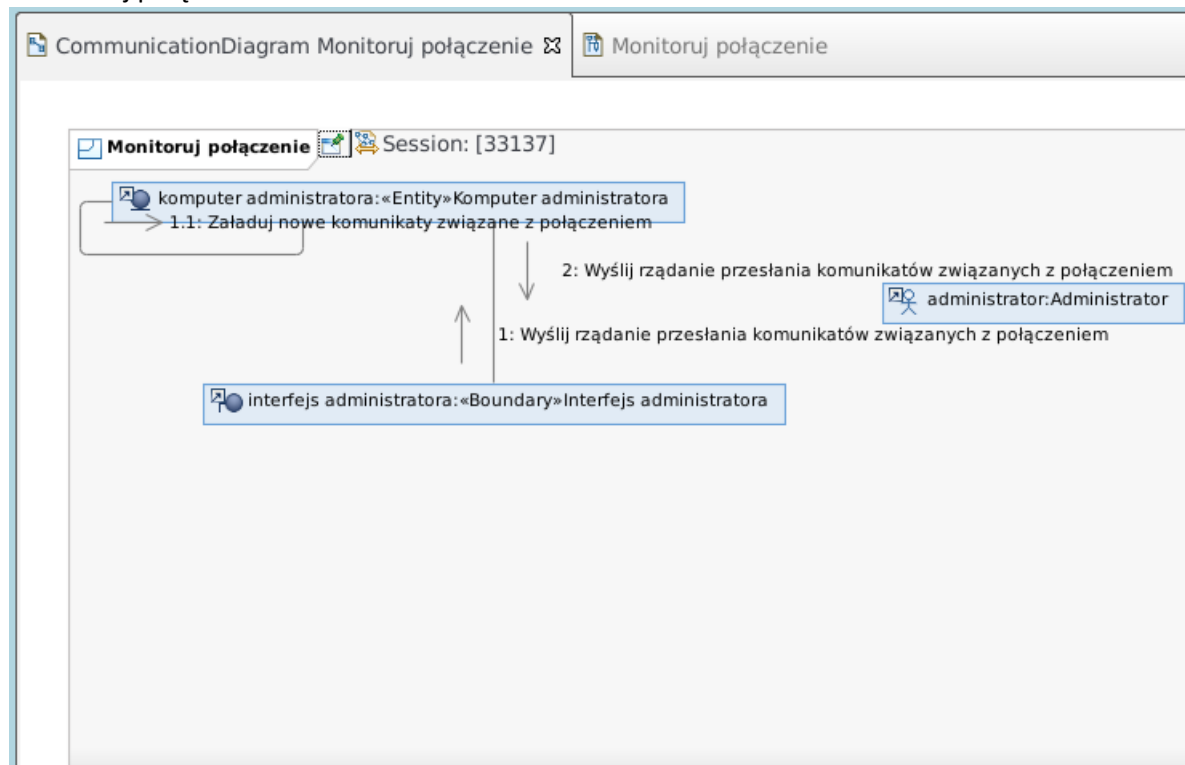 CommunicationDiagram Monitoruj połączenie
Monitoruj połączenie
Monitoruj połączenie
Session: [33137]
komputer administratora:«Entity»Komputer administratora
1.1: Załaduj nowe komunikaty związane z połączeniem
2: Wyślij rządanie przesłania komunikatów związanych z połączeniem
administrator:Administrator
1: Wyślij rządanie przesłania komunikatów związanych z połączeniem
interfejs administratora:«Boundary»Interfejs administratora